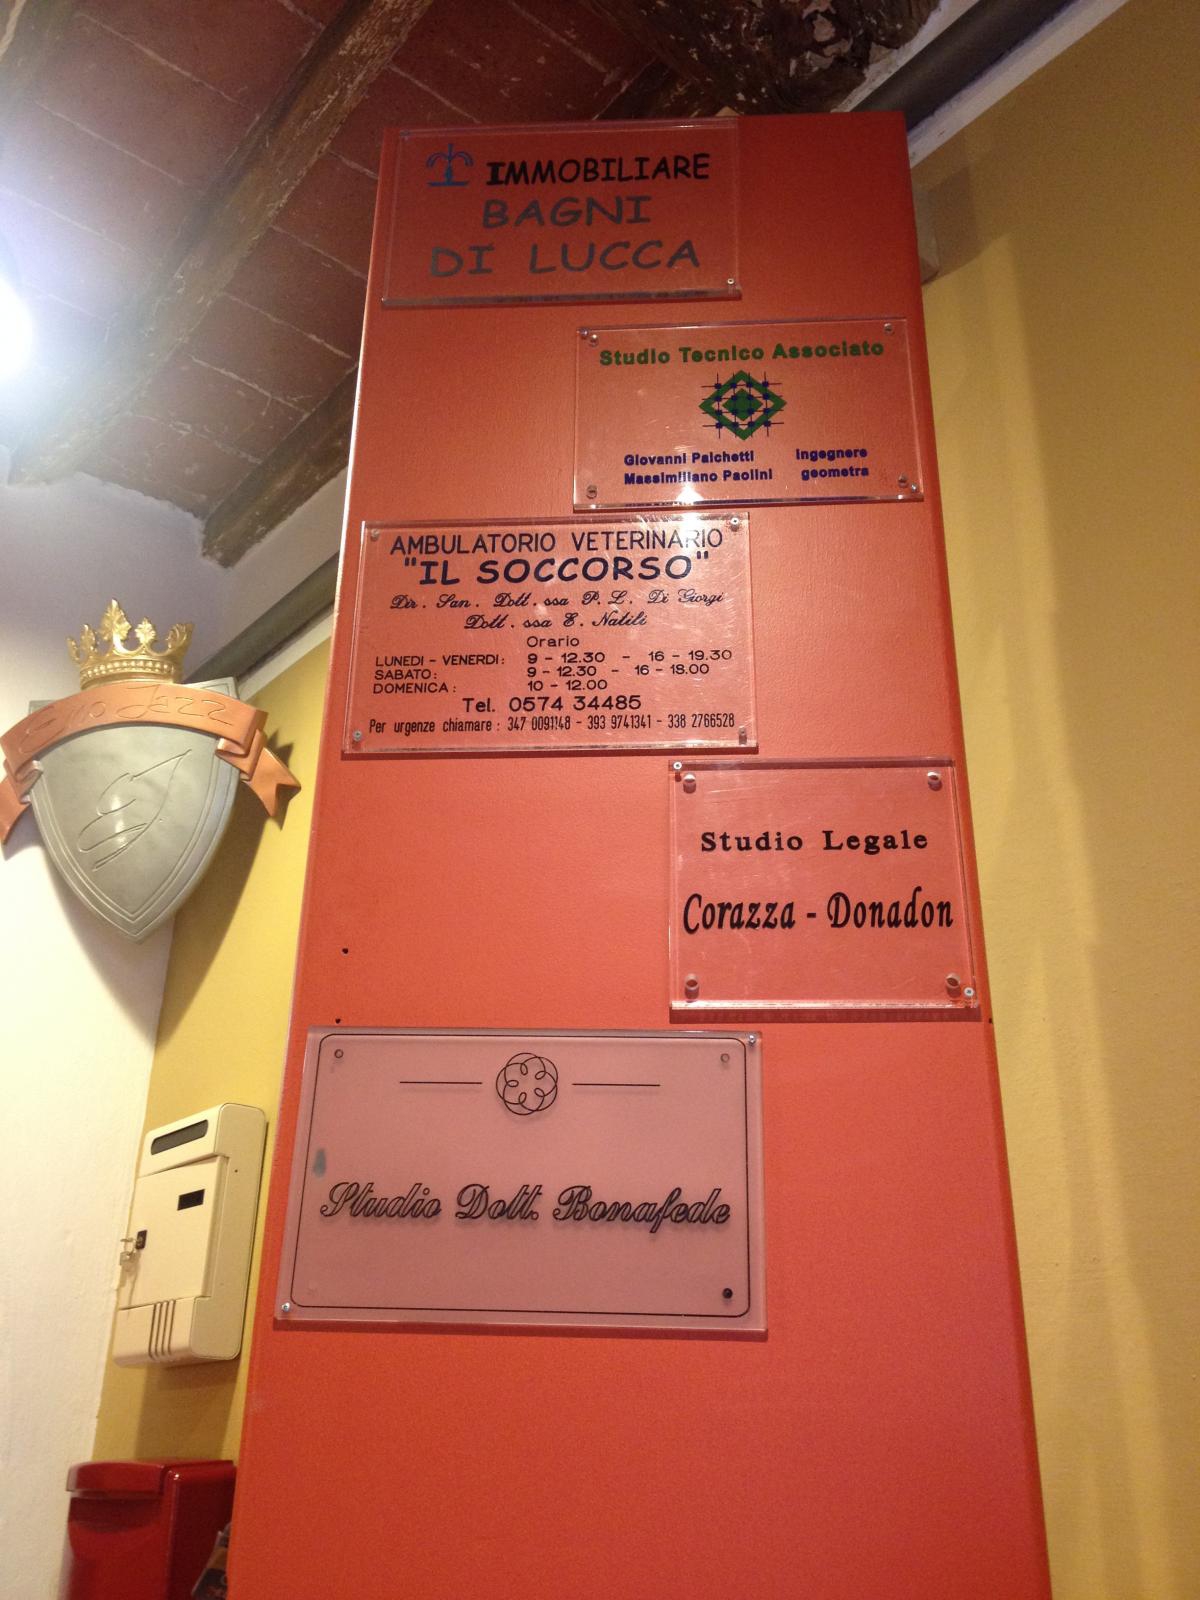 IMMOBILIARE
BAGNI
DI LUCCA
Studio Tecnico Associato
Giovanni Palchetti Ingegnere
Massimiliano Paolini geometra
AMBULATORIO VETERINARIO
"IL SOCCORSO"
Dir. San. Dott.ssa P. L. Di Giorgi
Dott.ssa E. Natili
Orario
LUNEDI - VENERDI: 9 - 12.30 - 16 - 19.30
SABATO: 9 - 12.30 - 16 - 18.00
DOMENICA: 10 - 12.00
Tel. 0574 34485
Per urgenze chiamare: 347 0091148 - 393 9741341 - 338 2766528
Jazz
Studio Legale
Corazza - Donadon
Studio Dott. Bonafede